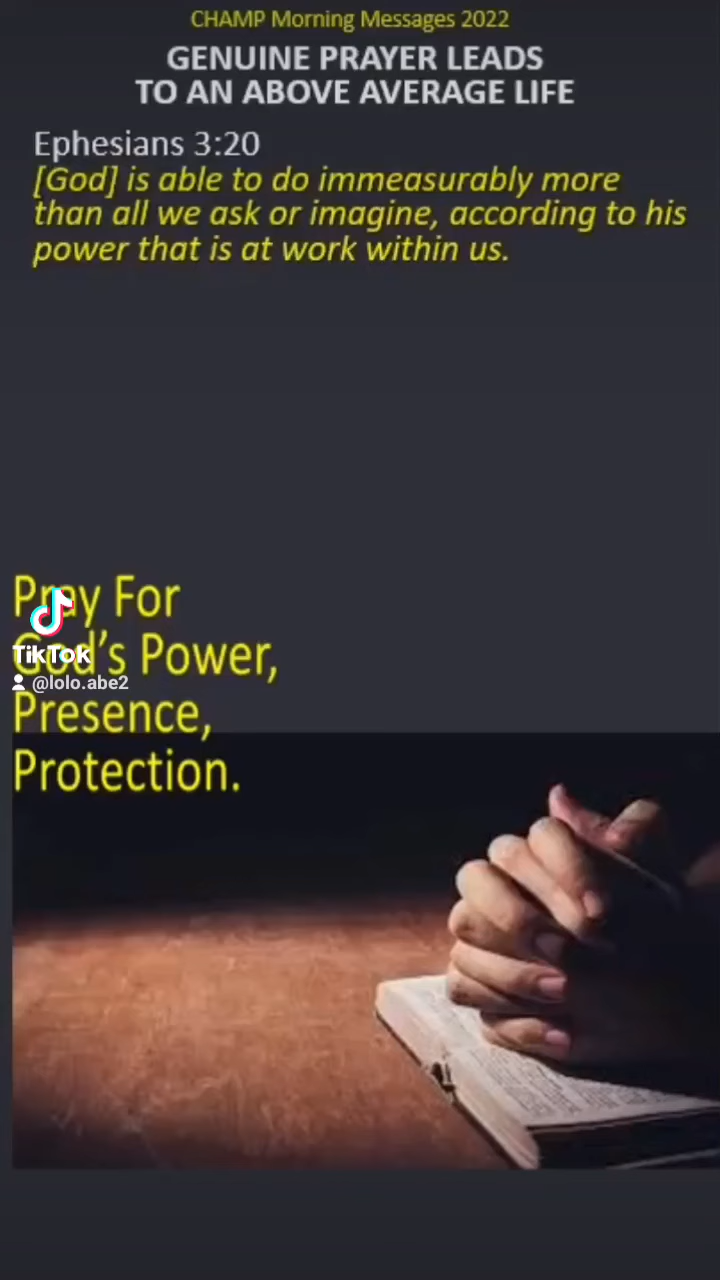 CHAMP Morning Messages 2022
GENUINE PRAYER LEADS
TO AN ABOVE AVERAGE LIFE
Ephesians 3:20
[God] is able to do immeasurably more
than all we ask or imagine, according to his
power that is at work within us.
Pray For
God's Power,
TikTok
@lolo.abe2
Presence,
Protection.